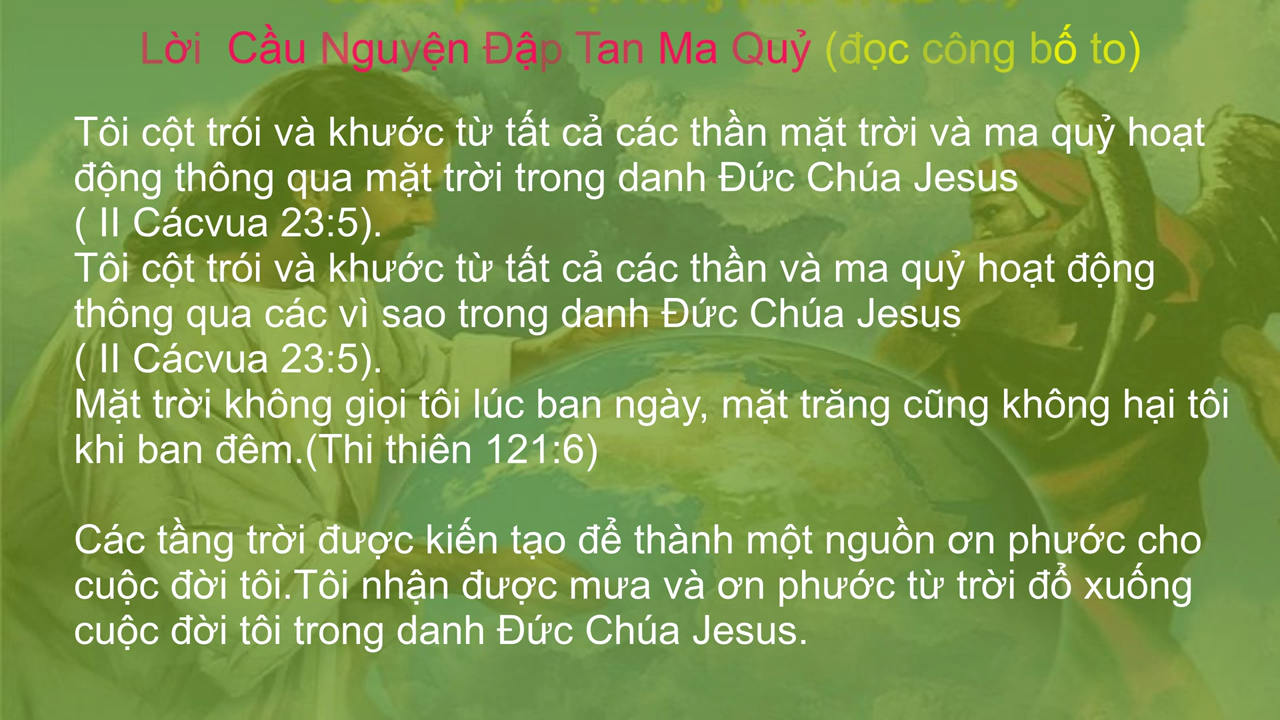 Lời Cầu Nguyện Đập Tan Ma Quỷ (đọc công bố to)
Tôi cột trói và khước từ tất cả các thần mặt trời và ma quỷ hoạt
động thông qua mặt trời trong danh Đức Chúa Jesus
( II Cácvua 23:5).
Tôi cột trói và khước từ tất cả các thần và ma quỷ hoạt động
thông qua các vì sao trong danh Đức Chúa Jesus
( II Cácvua 23:5).
Mặt trời không giọi tôi lúc ban ngày, mặt trăng cũng không hại tôi
khi ban đêm.(Thi thiên 121:6)
Các tầng trời được kiến tạo để thành một nguồn ơn phước cho
cuộc đời tôi.Tôi nhận được mưa và ơn phước từ trời đổ xuống
cuộc đời tôi trong danh Đức Chúa Jesus.